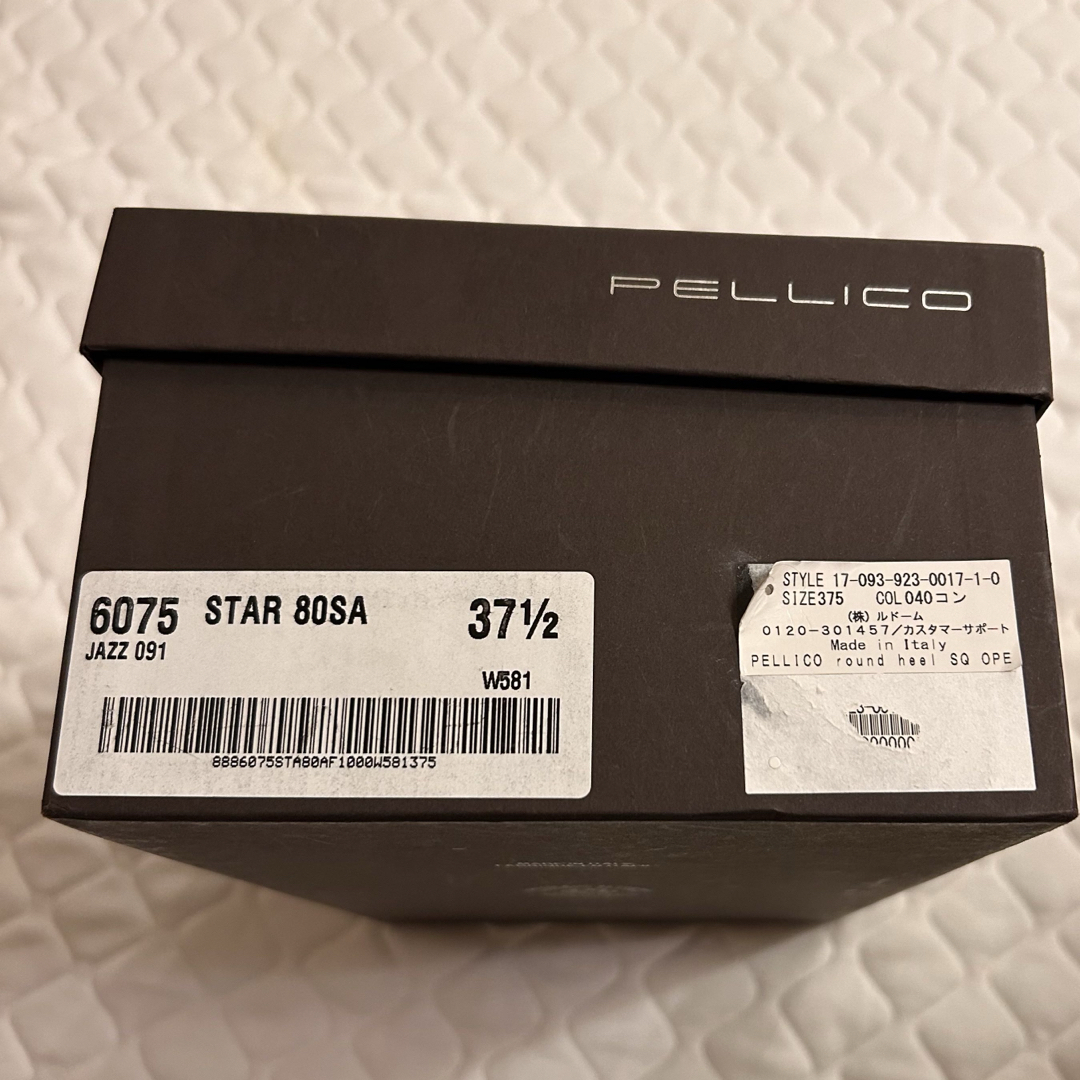 PELLICO
6075 STAR 80SA 37½
JAZZ 091
W581
8886075STA80AF1000W581375
STYLE 17-093-923-0017-1-0
SIZE375 COL040コン
(株)ルドーム
0120-301457/カスタマーサポート
Made in Italy
PELLICO round heel SQ OPE